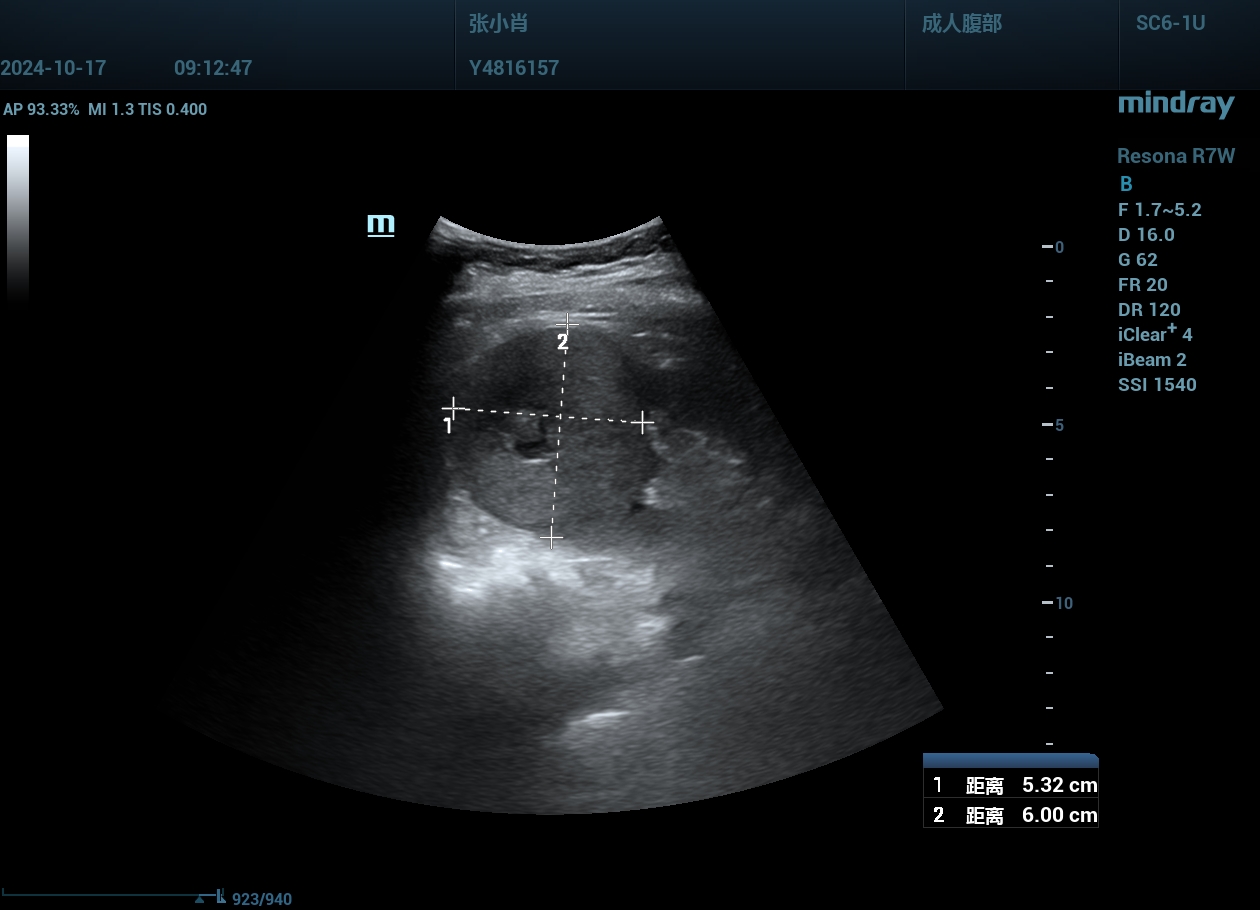 张小肖
成人腹部
SC6-1U
2024-10-17 09:12:47
Y4816157
AP 93.33% MI 1.3 TIS 0.400
mindray
Resona R7W
B
F 1.7~5.2
D 16.0
G 62
FR 20
DR 120
iClear+ 4
iBeam 2
SSI 1540
m
0
5
10
2
1
1 距离 5.32 cm
2 距离 6.00 cm
923/940